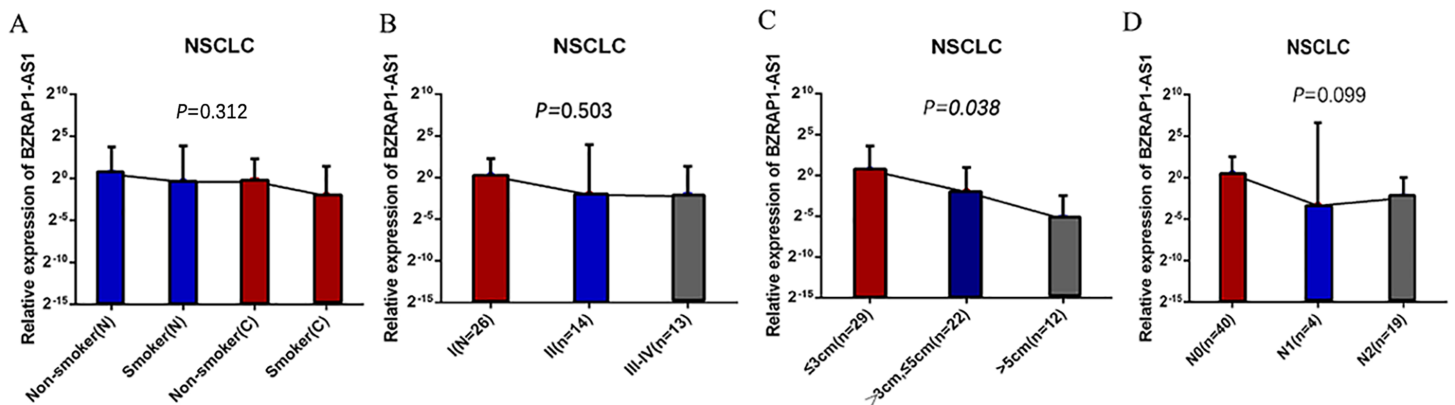 A
NSCLC
Relative expression of BZRAP1-AS1
P=0.312
2^10
2^5
2^0
2^-5
2^-10
2^-15
Non-smoker(N)
Smoker(N)
Non-smoker(C)
Smoker(C)
B
NSCLC
Relative expression of BZRAP1-AS1
P=0.503
2^10
2^5
2^0
2^-5
2^-10
2^-15
I(N=26)
II(n=14)
III-IV(n=13)
C
NSCLC
Relative expression of BZRAP1-AS1
P=0.038
2^10
2^5
2^0
2^-5
2^-10
2^-15
≤3cm(n=29)
>3cm,≤5cm(n=22)
>5cm(n=12)
D
NSCLC
Relative expression of BZRAP1-AS1
P=0.099
2^10
2^5
2^0
2^-5
2^-10
2^-15
N0(n=40)
N1(n=4)
N2(n=19)